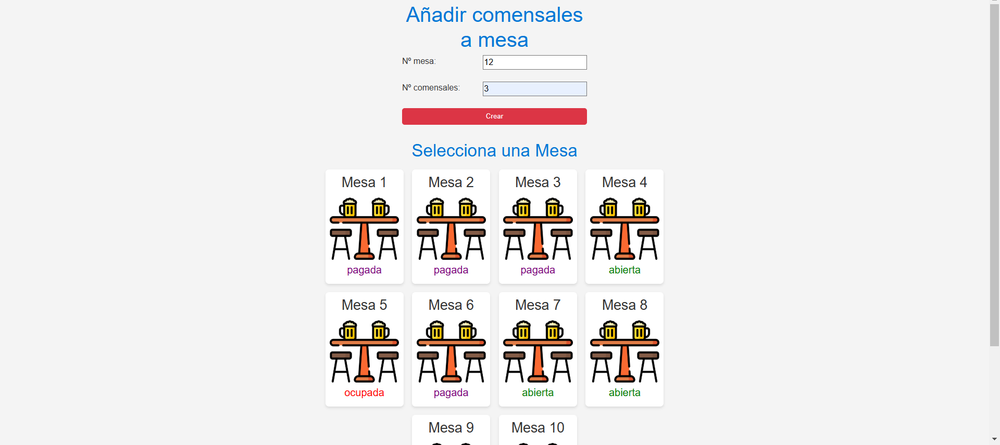 Añadir comensales
a mesa
Nº mesa:
12
Nº comensales:
3
Crear
Selecciona una Mesa
Mesa 1
pagada
Mesa 2
pagada
Mesa 3
pagada
Mesa 4
abierta
Mesa 5
ocupada
Mesa 6
pagada
Mesa 7
abierta
Mesa 8
abierta
Mesa 9
Mesa 10